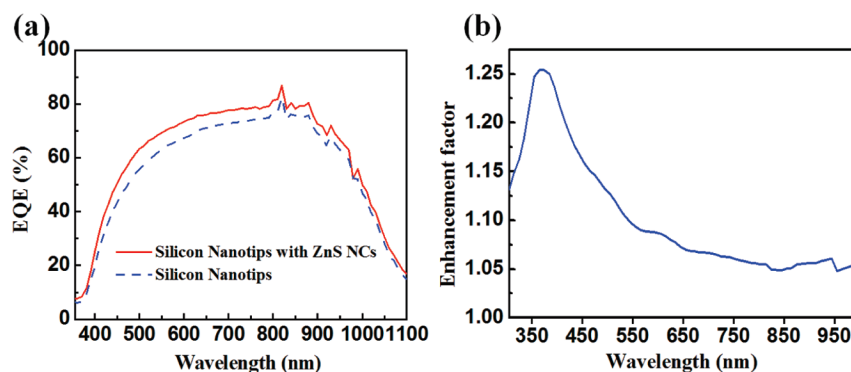 (a)
(b)
EQE (%)
100
80
60
40
20
0
Silicon Nanotips with ZnS NCs
Silicon Nanotips
400 500 600 700 800 900 1000 1100
Wavelength (nm)
Enhancement factor
1.25
1.20
1.15
1.10
1.05
1.00
350 450 550 650 750 850 950
Wavelength (nm)